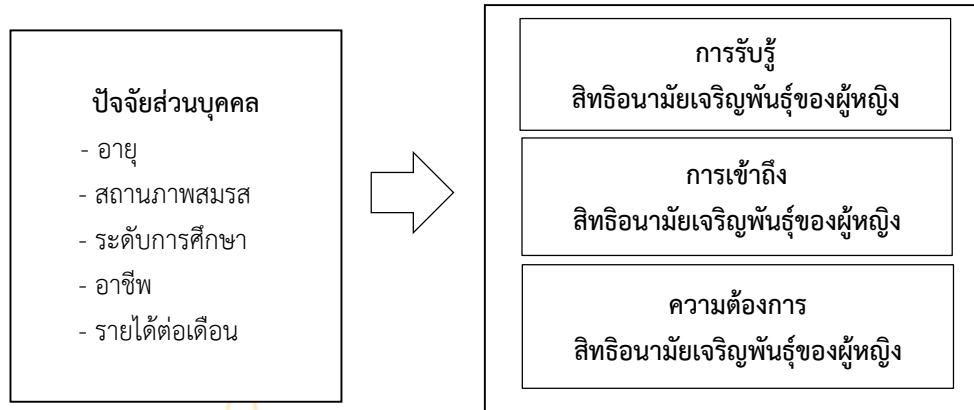 ปัจจัยส่วนบุคคล
- อายุ
- สถานภาพสมรส
- ระดับการศึกษา
- อาชีพ
- รายได้ต่อเดือน
การรับรู้
สิทธิอนามัยเจริญพันธุ์ของผู้หญิง
การเข้าถึง
สิทธิอนามัยเจริญพันธุ์ของผู้หญิง
ความต้องการ
สิทธิอนามัยเจริญพันธุ์ของผู้หญิง